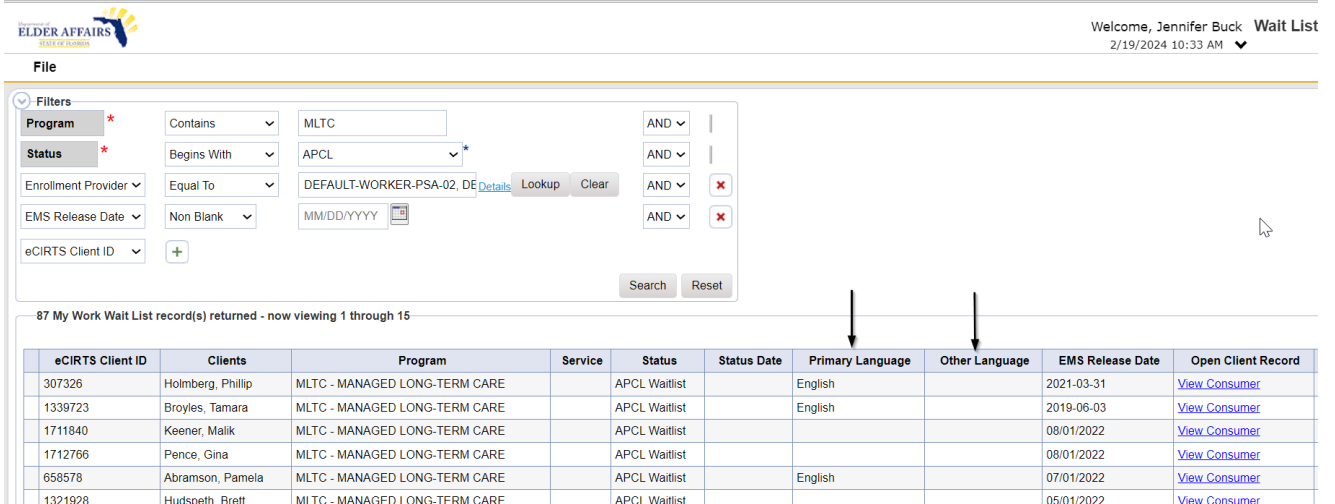 Department of
ELDER AFFAIRS
STATE OF FLORIDA
Welcome, Jennifer Buck Wait List
2/19/2024 10:33 AM
File
Filters
Program * Contains MLTC AND
Status * Begins With APCL * AND
Enrollment Provider Equal To DEFAULT-WORKER-PSA-02, DE Details Lookup Clear AND
EMS Release Date Non Blank MM/DD/YYYY AND
eCIRTS Client ID
Search Reset
87 My Work Wait List record(s) returned - now viewing 1 through 15
eCIRTS Client ID Clients Program Service Status Status Date Primary Language Other Language EMS Release Date Open Client Record
307326 Holmberg, Phillip MLTC - MANAGED LONG-TERM CARE APCL Waitlist English 2021-03-31 View Consumer
1339723 Broyles, Tamara MLTC - MANAGED LONG-TERM CARE APCL Waitlist English 2019-06-03 View Consumer
1711840 Keener, Malik MLTC - MANAGED LONG-TERM CARE APCL Waitlist 08/01/2022 View Consumer
1712766 Pence, Gina MLTC - MANAGED LONG-TERM CARE APCL Waitlist 08/01/2022 View Consumer
658578 Abramson, Pamela MLTC - MANAGED LONG-TERM CARE APCL Waitlist English 07/01/2022 View Consumer
1321928 Hudspeth, Brett MLTC - MANAGED LONG-TERM CARE APCL Waitlist 05/01/2022 View Consumer